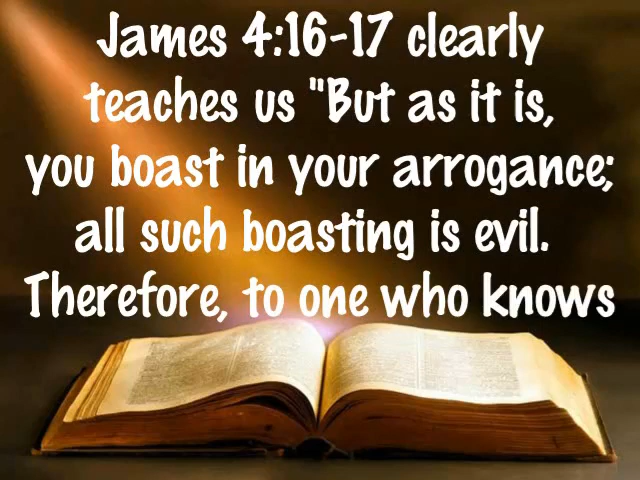 James 4:16-17 clearly
teaches us "But as it is,
you boast in your arrogance;
all such boasting is evil.
Therefore, to one who knows